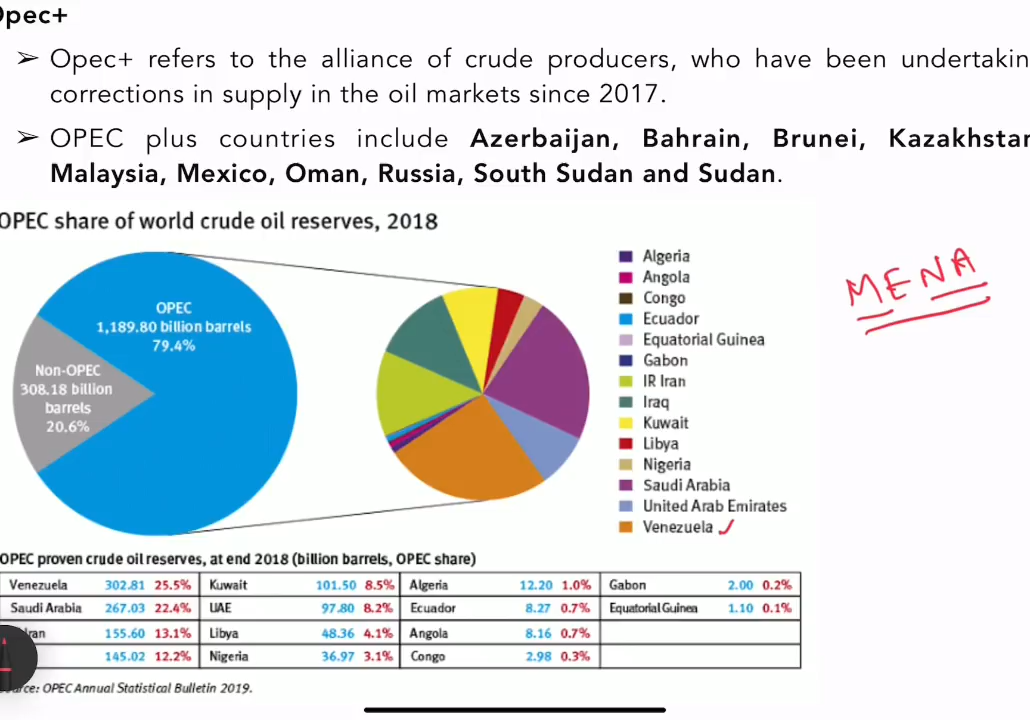 Opec+
➢ Opec+ refers to the alliance of crude producers, who have been undertakin
corrections in supply in the oil markets since 2017.
➢ OPEC plus countries include Azerbaijan, Bahrain, Brunei, Kazakhstan
Malaysia, Mexico, Oman, Russia, South Sudan and Sudan.
OPEC share of world crude oil reserves, 2018
OPEC
1,189.80 billion barrels
79.4%
Non-OPEC
308.18 billion
barrels
20.6%
Algeria
Angola
Congo
Ecuador
Equatorial Guinea
Gabon
IR Iran
Iraq
Kuwait
Libya
Nigeria
Saudi Arabia
United Arab Emirates
Venezuela
MENA
OPEC proven crude oil reserves, at end 2018 (billion barrels, OPEC share)
Venezuela 302.81 25.5% Kuwait 101.50 8.5% Algeria 12.20 1.0% Gabon 2.00 0.2%
Saudi Arabia 267.03 22.4% UAE 97.80 8.2% Ecuador 8.27 0.7% Equatorial Guinea 1.10 0.1%
ran 155.60 13.1% Libya 48.36 4.1% Angola 8.16 0.7%
145.02 12.2% Nigeria 36.97 3.1% Congo 2.98 0.3%
rce: OPEC Annual Statistical Bulletin 2019.